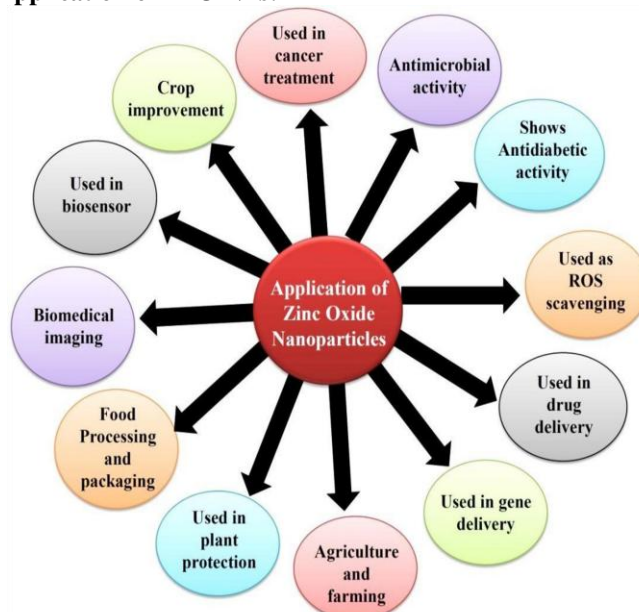 Used in
cancer
treatment
Antimicrobial
activity
Shows
Antidiabetic
activity
Used as
ROS
scavenging
Used in
drug
delivery
Used in gene
delivery
Agriculture
and
farming
Used in
plant
protection
Food
Processing
and
packaging
Biomedical
imaging
Used in
biosensor
Crop
improvement
Application of
Zinc Oxide
Nanoparticles